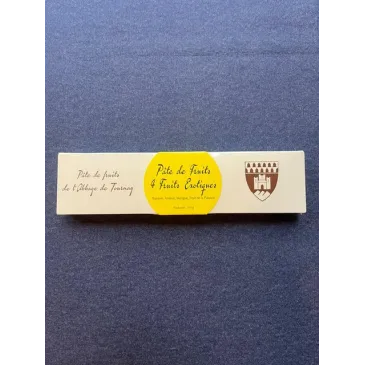 Pâte de fruits
de l'Abbaye de Tournay
Pâte de Fruits
4 Fruits Exotiques